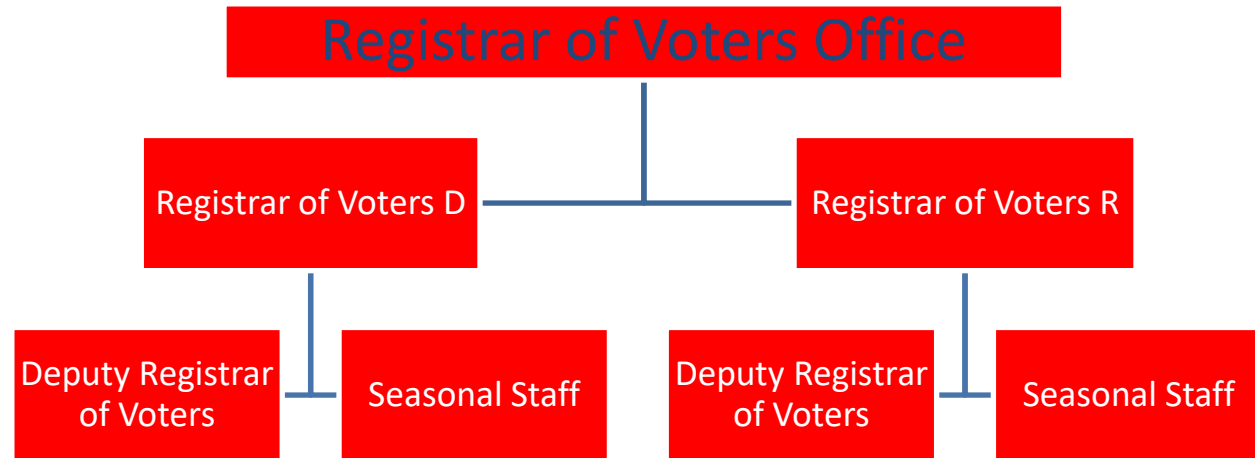 Registrar of Voters Office
Registrar of Voters D
Registrar of Voters R
Deputy Registrar
of Voters
Seasonal Staff
Deputy Registrar
of Voters
Seasonal Staff